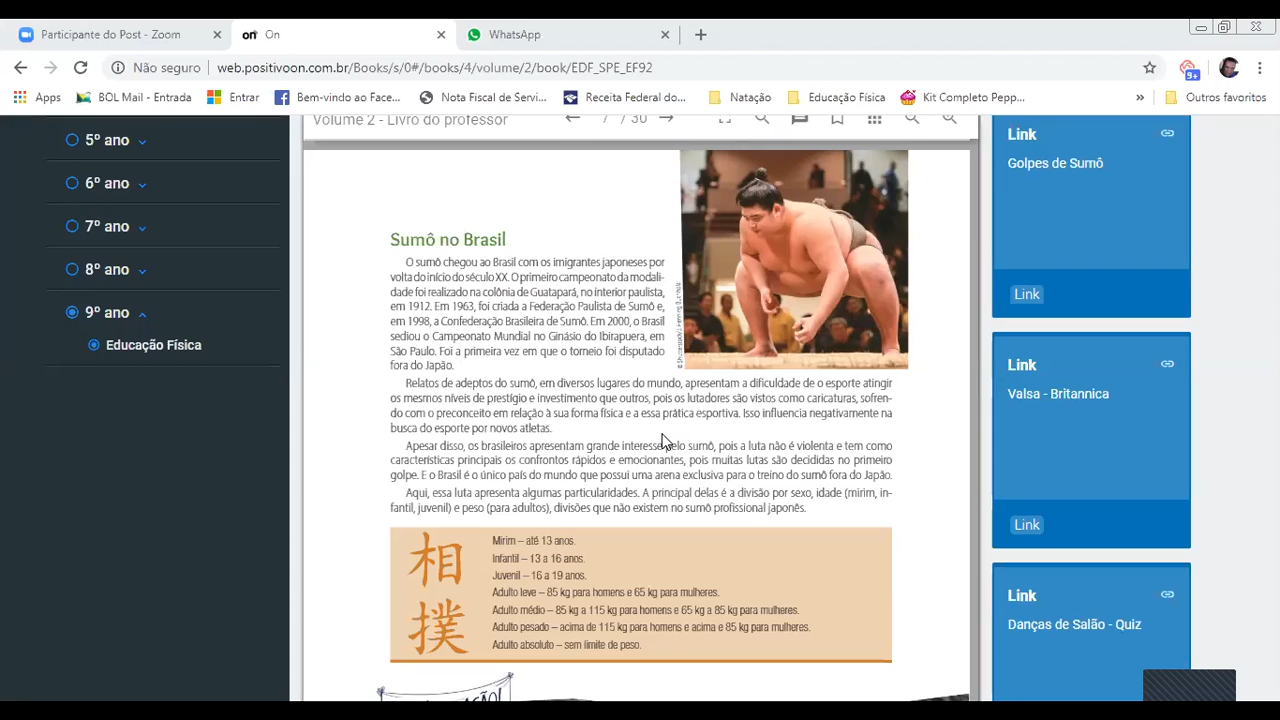 Participante do Post - Zoom
On
WhatsApp
Não seguro
web.positivoon.com.br/Books/s/0#/books/4/volume/2/book/EDF_SPE_EF92
9+
Apps
BOL Mail - Entrada
Entrar
Bem-vindo ao Face...
Nota Fiscal de Servi...
Receita Federal do...
Natação
Educação Física
Kit Completo Pepp...
»
Outros favoritos
5º ano
6º ano
7º ano
8º ano
9º ano
Educação Física
Volume 2 - Livro do professor
7 / 30
Sumô no Brasil
O sumô chegou ao Brasil com os imigrantes japoneses por
volta do início do século XX. O primeiro campeonato da modali-
dade foi realizado na colônia de Guatapará, no interior paulista,
em 1912. Em 1963, foi criada a Federação Paulista de Sumô e,
em 1998, a Confederação Brasileira de Sumô. Em 2000, o Brasil
sediou o Campeonato Mundial no Ginásio do Ibirapuera, em
São Paulo. Foi a primeira vez em que o torneio foi disputado
fora do Japão.
Relatos de adeptos do sumô, em diversos lugares do mundo, apresentam a dificuldade de o esporte atingir
os mesmos níveis de prestígio e investimento que outros, pois os lutadores são vistos como caricaturas, sofren-
do com o preconceito em relação à sua forma física e a essa prática esportiva. Isso influencia negativamente na
busca do esporte por novos atletas.
Apesar disso, os brasileiros apresentam grande interesse pelo sumô, pois a luta não é violenta e tem como
características principais os confrontos rápidos e emocionantes, pois muitas lutas são decididas no primeiro
golpe. E o Brasil é o único país do mundo que possui uma arena exclusiva para o treino do sumô fora do Japão.
Aqui, essa luta apresenta algumas particularidades. A principal delas é a divisão por sexo, idade (mirim, in-
fantil, juvenil) e peso (para adultos), divisões que não existem no sumô profissional japonês.
相
撲
Mirim – até 13 anos.
Infantil – 13 a 16 anos.
Juvenil – 16 a 19 anos.
Adulto leve – 85 kg para homens e 65 kg para mulheres.
Adulto médio – 85 kg a 115 kg para homens e 65 kg a 85 kg para mulheres.
Adulto pesado – acima de 115 kg para homens e acima e 85 kg para mulheres.
Adulto absoluto – sem limite de peso.
Link
Golpes de Sumô
Link
Link
Valsa - Britannica
Link
Link
Danças de Salão - Quiz